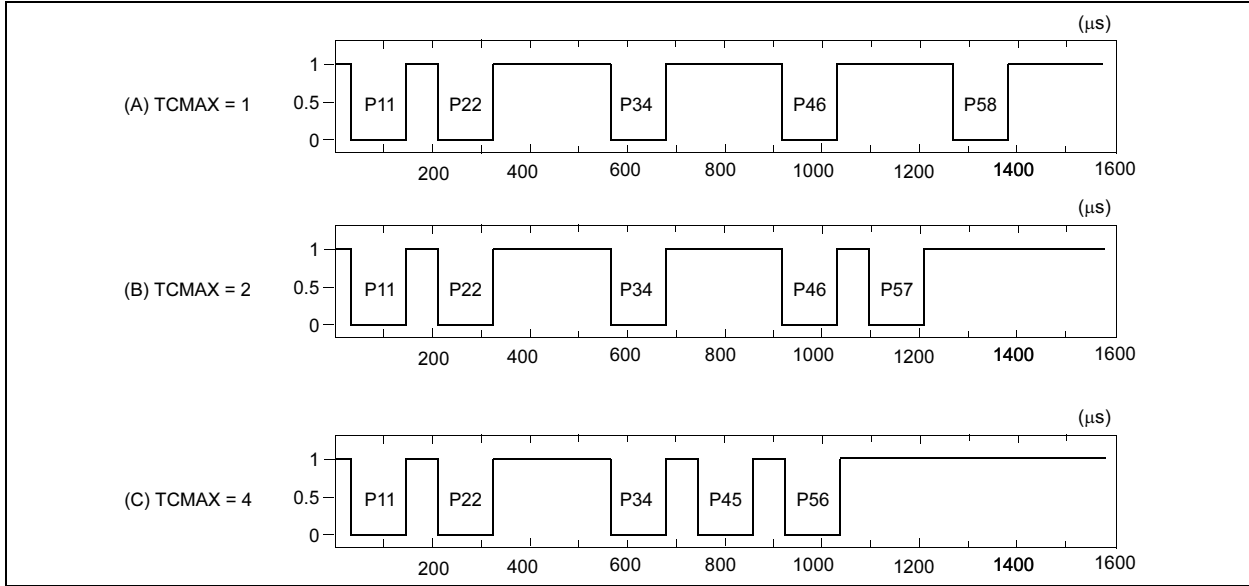 (μs)
(A) TCMAX = 1
1
0.5
0
P11 P22 P34 P46 P58
200 400 600 800 1000 1200 1400 1600
(μs)
(B) TCMAX = 2
1
0.5
0
P11 P22 P34 P46 P57
200 400 600 800 1000 1200 1400 1600
(μs)
(C) TCMAX = 4
1
0.5
0
P11 P22 P34 P45 P56
200 400 600 800 1000 1200 1400 1600